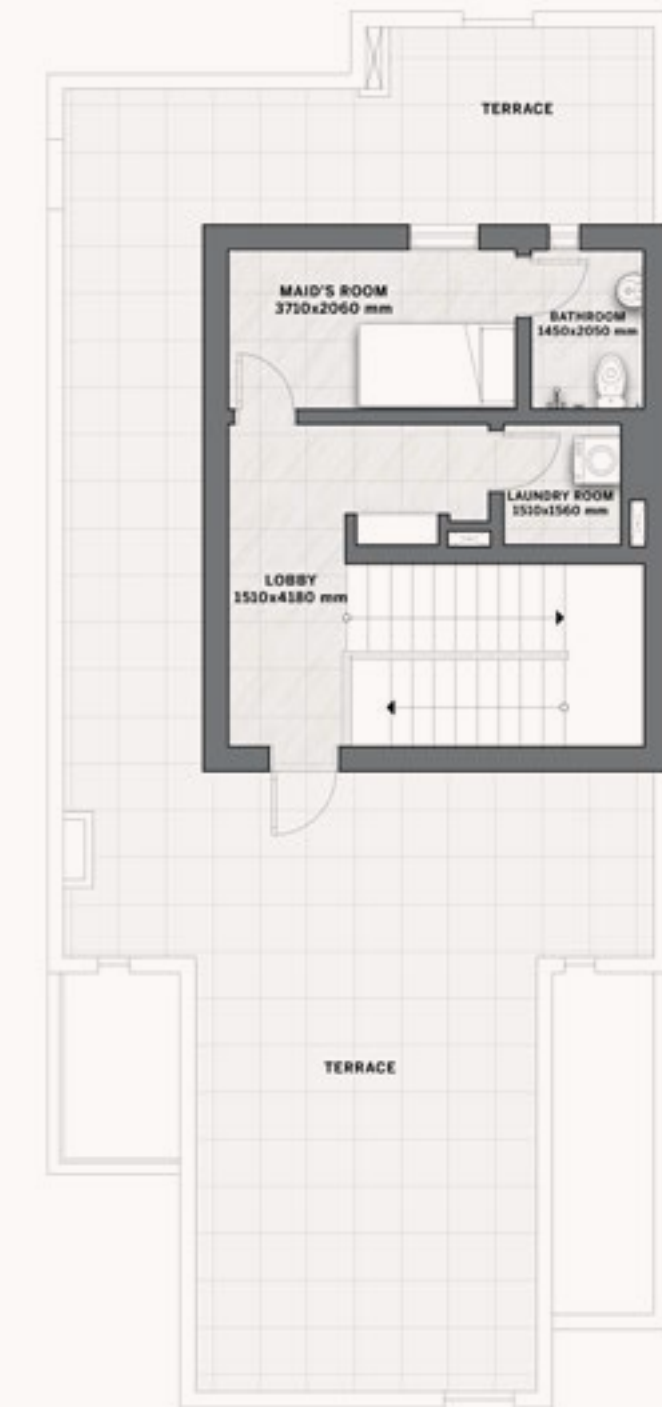 TERRACE
MAID'S ROOM
3710x2060 mm
BATHROOM
1450x2050 mm
LAUNDRY ROOM
1510x1560 mm
LOBBY
1510x4180 mm
TERRACE